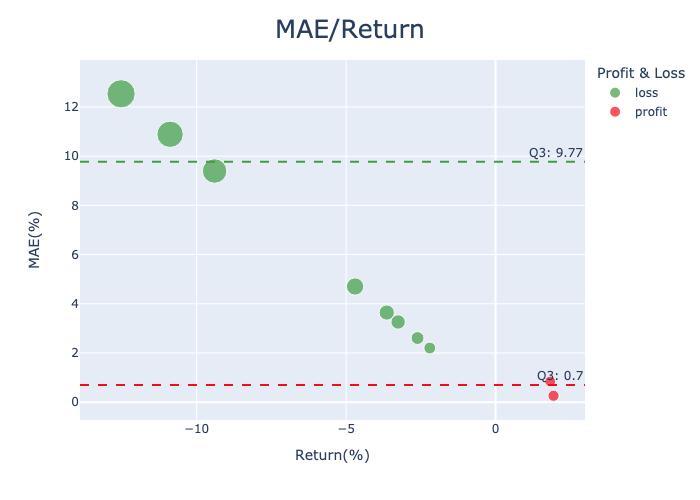 MAE/Return
Profit & Loss
loss
profit
MAE(%)
12
10
8
6
4
2
0
Q3: 9.77
Q3: 0.7
−10
−5
0
Return(%)